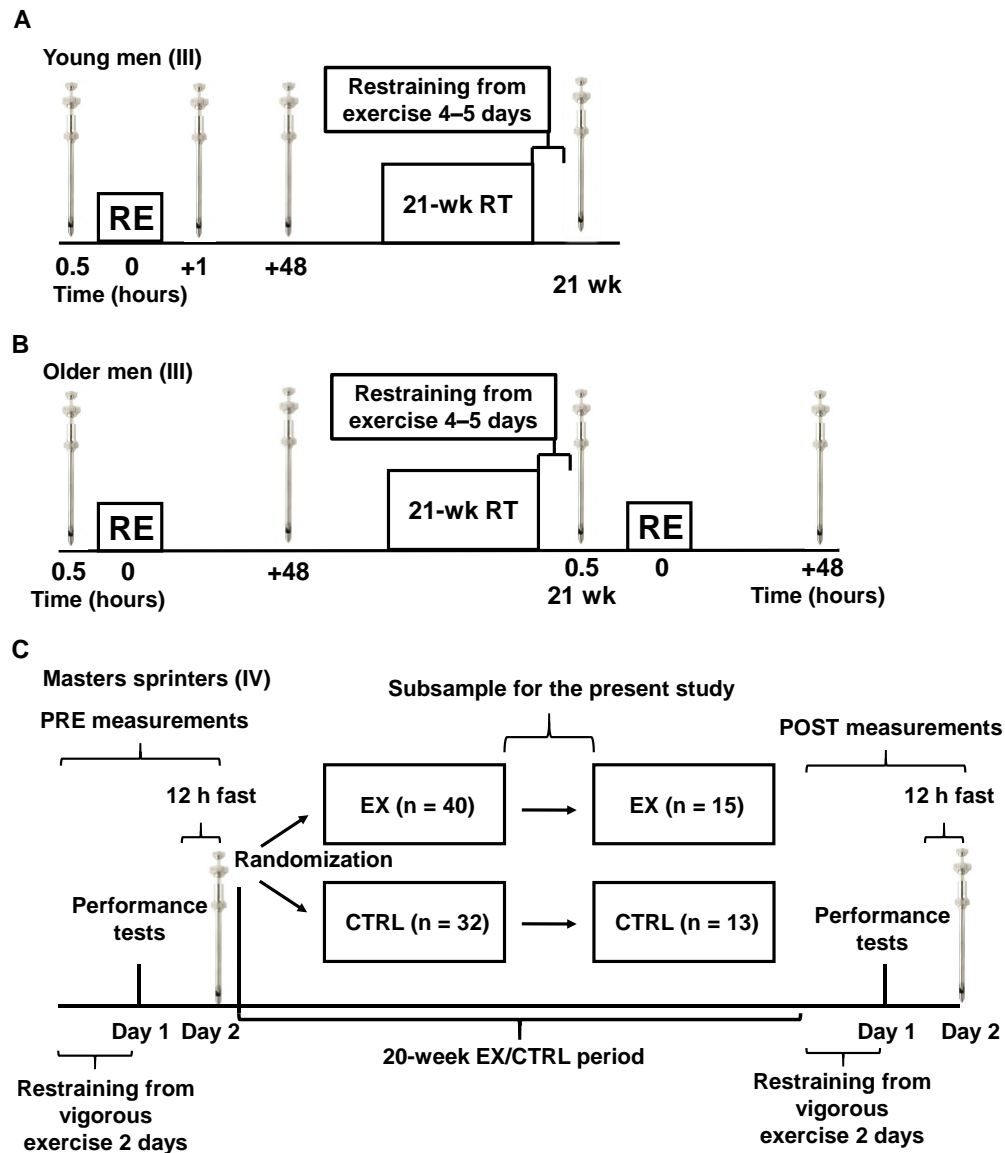 A
Young men (III)
Restraining from
exercise 4–5 days
RE
21-wk RT
0.5 0 +1 +48
Time (hours)
21 wk
B
Older men (III)
Restraining from
exercise 4–5 days
RE
21-wk RT
RE
0.5 0 +48 0.5 0 +48
Time (hours) 21 wk Time (hours)
C
Masters sprinters (IV)
Subsample for the present study
PRE measurements
POST measurements
12 h fast
EX (n = 40)
EX (n = 15)
12 h fast
Randomization
Performance
tests
CTRL (n = 32)
CTRL (n = 13)
Performance
tests
Day 1 Day 2
Day 1 Day 2
20-week EX/CTRL period
Restraining from
vigorous
exercise 2 days
Restraining from
vigorous
exercise 2 days